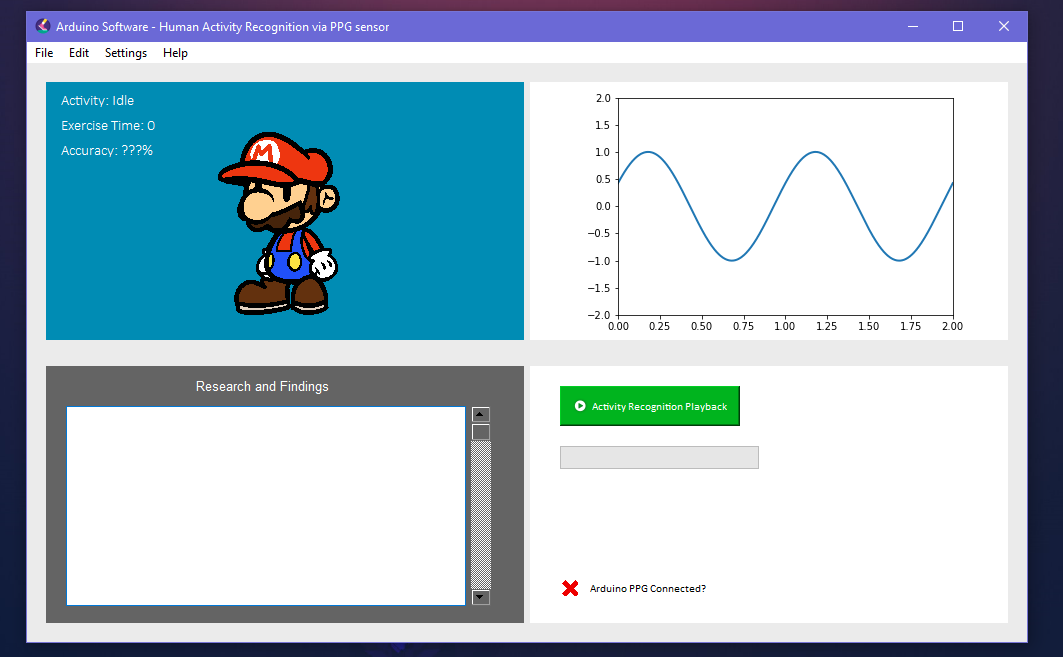 Arduino Software - Human Activity Recognition via PPG sensor
File Edit Settings Help
Activity: Idle
Exercise Time: 0
Accuracy: ???%
M
2.0
1.5
1.0
0.5
0.0
−0.5
−1.0
−1.5
−2.0
0.00 0.25 0.50 0.75 1.00 1.25 1.50 1.75 2.00
Research and Findings
Activity Recognition Playback
Arduino PPG Connected?